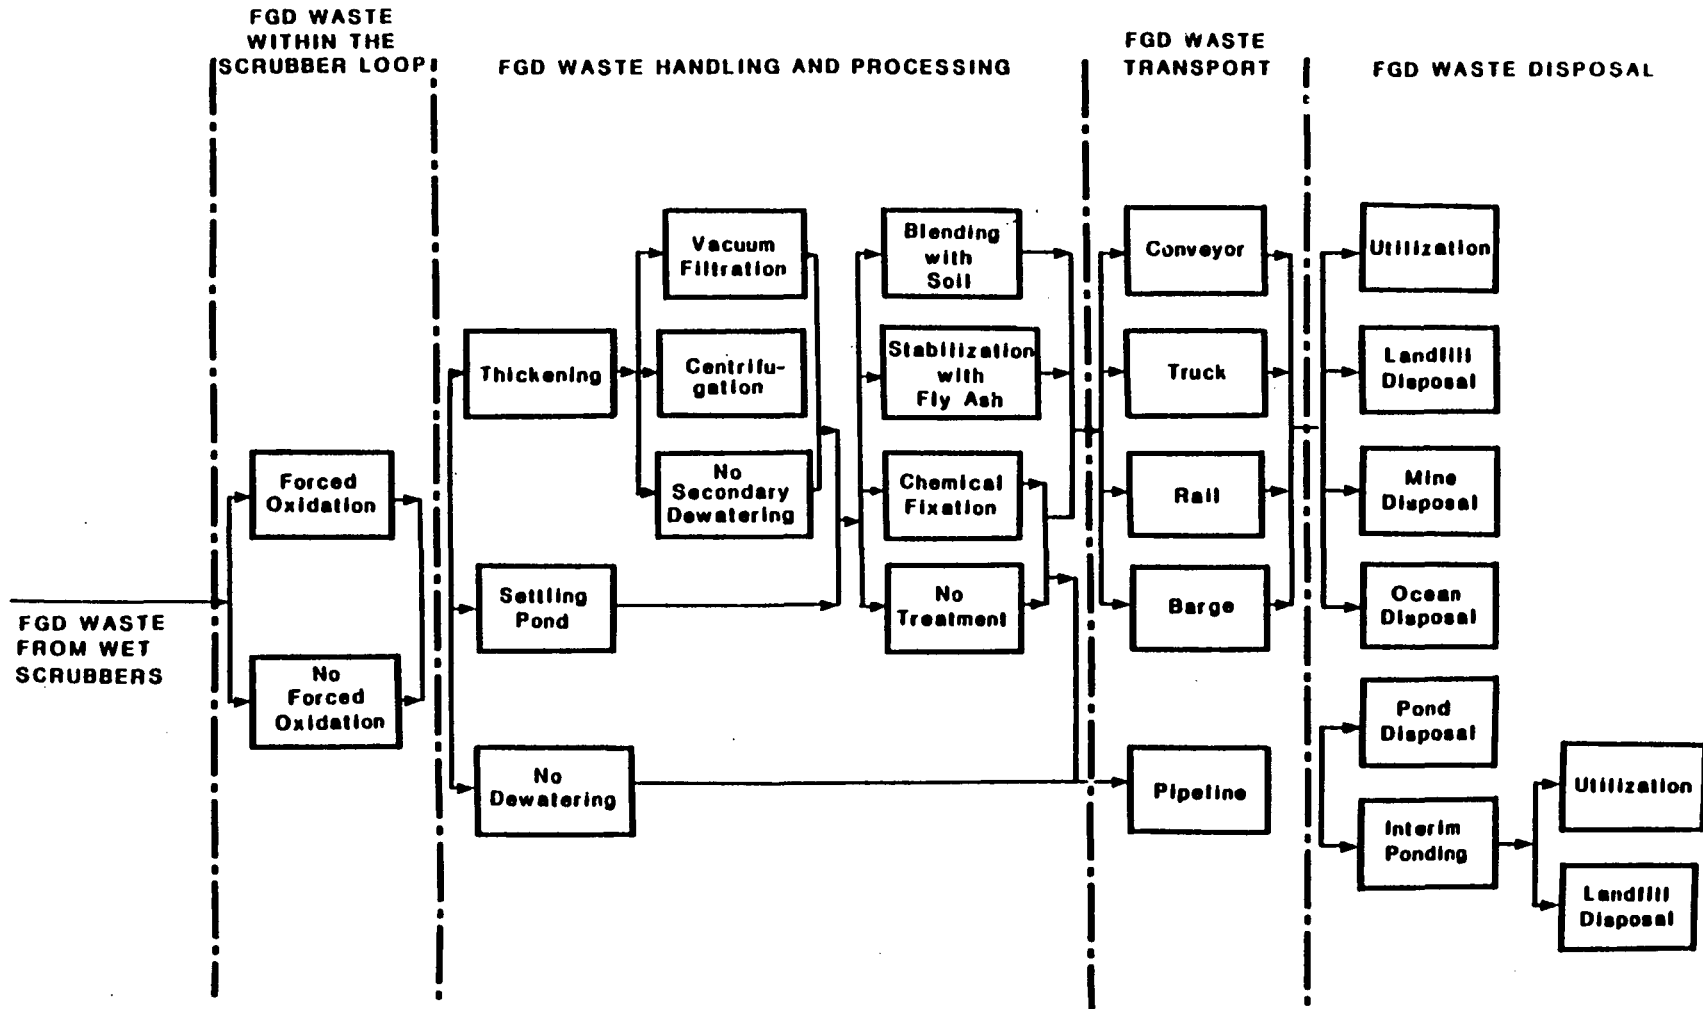 FGD WASTE
WITHIN THE
SCRUBBER LOOP
FGD WASTE HANDLING AND PROCESSING
FGD WASTE
TRANSPORT
FGD WASTE DISPOSAL
FGD WASTE
FROM WET
SCRUBBERS
Forced
Oxidation
No
Forced
Oxidation
Thickening
Settling
Pond
No
Dewatering
Vacuum
Filtration
Centrifu-
gation
No
Secondary
Dewatering
Blending
with
Soil
Stabilization
with
Fly Ash
Chemical
Fixation
No
Treatment
Conveyor
Truck
Rail
Barge
Pipeline
Utilization
Landfill
Disposal
Mine
Disposal
Ocean
Disposal
Pond
Disposal
Interim
Ponding
Utilization
Landfill
Disposal